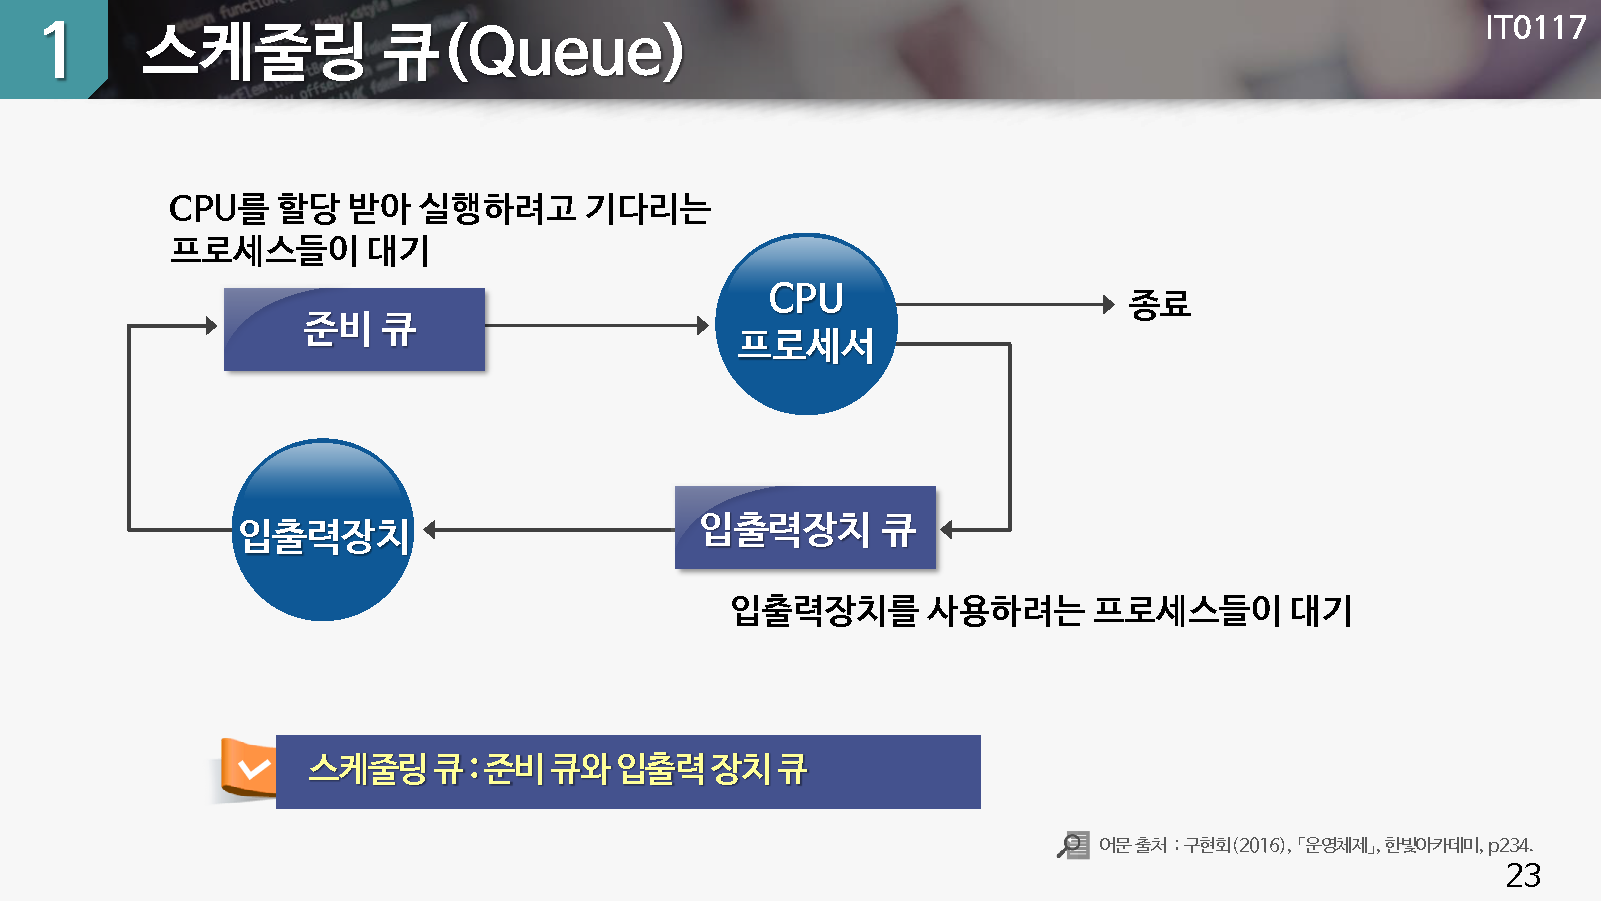 1 스케줄링 큐(Queue)
IT0117
CPU를 할당 받아 실행하려고 기다리는
프로세스들이 대기
준비 큐
CPU
프로세서
종료
입출력장치
입출력장치 큐
입출력장치를 사용하려는 프로세스들이 대기
스케줄링 큐 : 준비 큐와 입출력 장치 큐
어문 출처 : 구현회(2016), 「운영체제」, 한빛아카데미, p234.
23